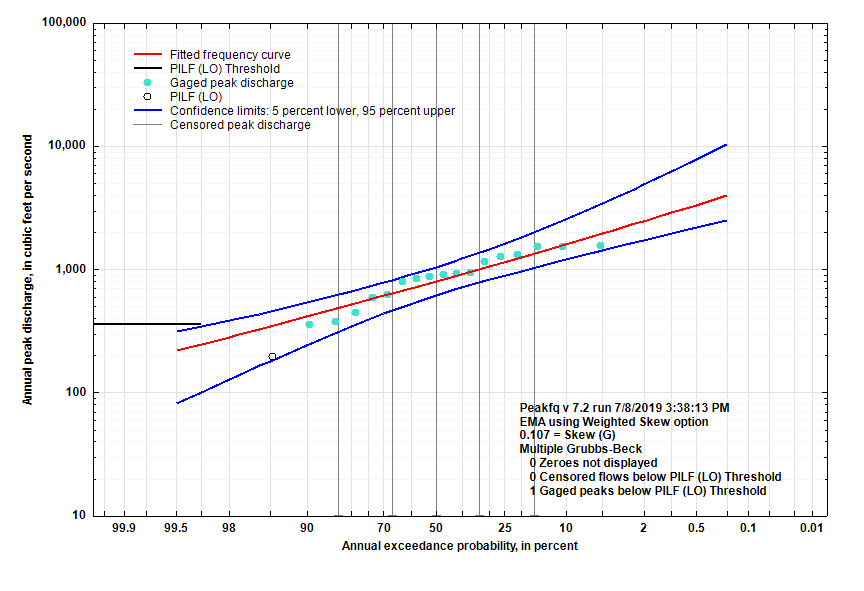 100,000
10,000
1,000
100
10
Annual peak discharge, in cubic feet per second
Fitted frequency curve
PILF (LO) Threshold
Gaged peak discharge
PILF (LO)
Confidence limits: 5 percent lower, 95 percent upper
Censored peak discharge
Peakfq v 7.2 run 7/8/2019 3:38:13 PM
EMA using Weighted Skew option
0.107 = Skew (G)
Multiple Grubbs-Beck
0 Zeroes not displayed
0 Censored flows below PILF (LO) Threshold
1 Gaged peaks below PILF (LO) Threshold
99.9 99.5 98 90 70 50 25 10 2 0.5 0.1 0.01
Annual exceedance probability, in percent